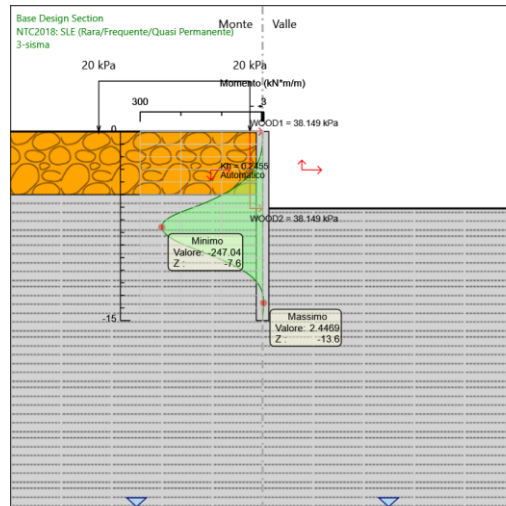 Base Design Section
NTC2018: SLE (Rara/Frequente/Quasi Permanente)
3-sisma
Monte
Valle
20 kPa
20 kPa
Momento (kN*m/m)
300
3
0
WOOD1 = 38.149 kPa
Kh = 0.2455
Automatico
WOOD2 = 38.149 kPa
Minimo
Valore: -247.04
Z : -7.6
Massimo
Valore: 2.4469
Z : -13.6
-15